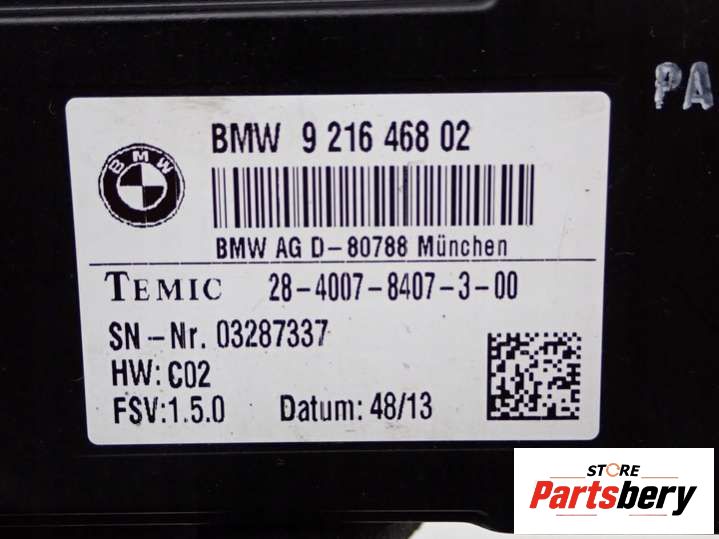 PA
BMW 9 216 468 02
BMW
BMW AG D-80788 München
TEMIC 28-4007-8407-3-00
SN-Nr. 03287337
HW: C02
FSV:1.5.0 Datum: 48/13
STORE
Partsbery